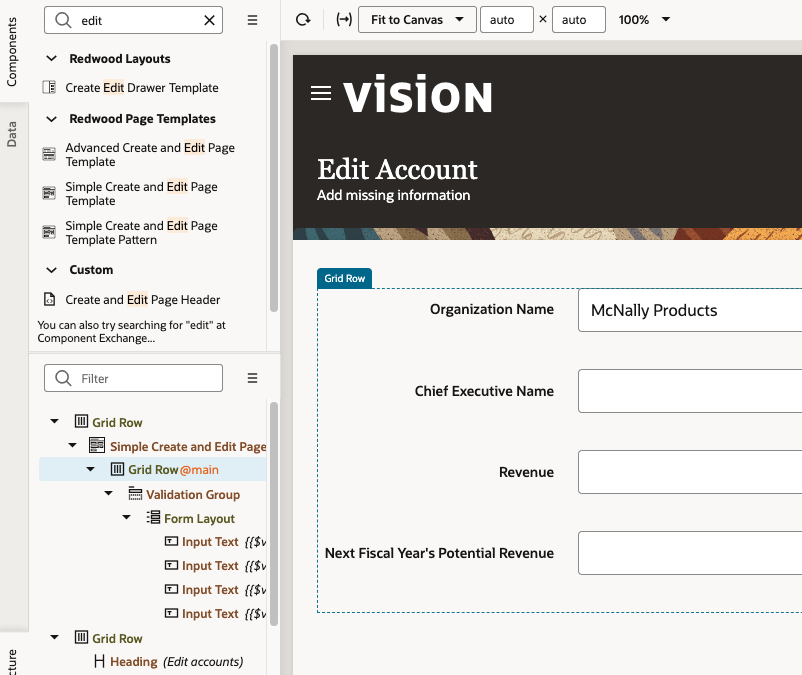 Components
Data
edit
Redwood Layouts
Create Edit Drawer Template
Redwood Page Templates
Advanced Create and Edit Page
Template
Simple Create and Edit Page
Template
Simple Create and Edit Page
Template Pattern
Custom
Create and Edit Page Header
You can also try searching for "edit" at
Component Exchange...
Filter
Grid Row
Simple Create and Edit Page
Grid Row@main
Validation Group
Form Layout
Input Text {{$v
Input Text {{$v
Input Text {{$v
Input Text {{$v
Grid Row
Heading (Edit accounts)
cture
Fit to Canvas
auto
×
auto
100%
VISION
Edit Account
Add missing information
Grid Row
Organization Name
McNally Products
Chief Executive Name
Revenue
Next Fiscal Year's Potential Revenue